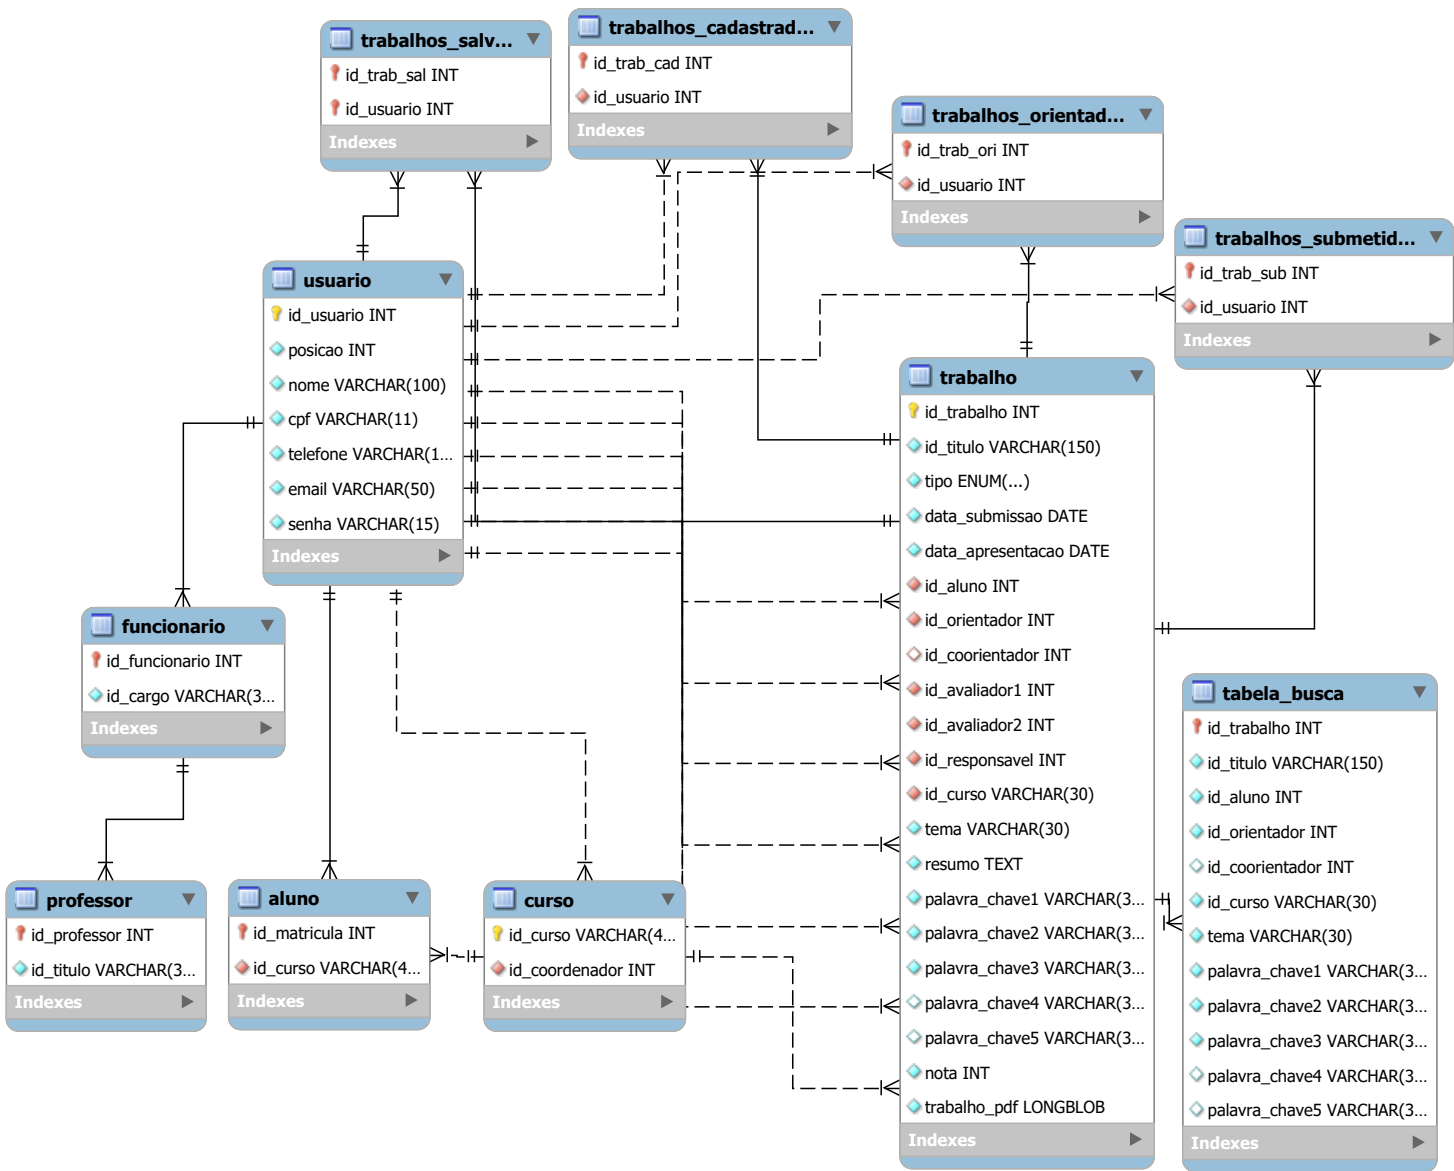 trabalhos_salv...
id_trab_sal INT
id_usuario INT
Indexes
trabalhos_cadastrad...
id_trab_cad INT
id_usuario INT
Indexes
trabalhos_orientad...
id_trab_ori INT
id_usuario INT
Indexes
trabalhos_submetid...
id_trab_sub INT
id_usuario INT
Indexes
usuario
id_usuario INT
posicao INT
nome VARCHAR(100)
cpf VARCHAR(11)
telefone VARCHAR(1...
email VARCHAR(50)
senha VARCHAR(15)
Indexes
trabalho
id_trabalho INT
id_titulo VARCHAR(150)
tipo ENUM(...)
data_submissao DATE
data_apresentacao DATE
id_aluno INT
id_orientador INT
id_coorientador INT
id_avaliador1 INT
id_avaliador2 INT
id_responsavel INT
id_curso VARCHAR(30)
tema VARCHAR(30)
resumo TEXT
palavra_chave1 VARCHAR(3...
palavra_chave2 VARCHAR(3...
palavra_chave3 VARCHAR(3...
palavra_chave4 VARCHAR(3...
palavra_chave5 VARCHAR(3...
nota INT
trabalho_pdf LONGBLOB
Indexes
funcionario
id_funcionario INT
id_cargo VARCHAR(3...
Indexes
tabela_busca
id_trabalho INT
id_titulo VARCHAR(150)
id_aluno INT
id_orientador INT
id_coorientador INT
id_curso VARCHAR(30)
tema VARCHAR(30)
palavra_chave1 VARCHAR(3...
palavra_chave2 VARCHAR(3...
palavra_chave3 VARCHAR(3...
palavra_chave4 VARCHAR(3...
palavra_chave5 VARCHAR(3...
Indexes
professor
id_professor INT
id_titulo VARCHAR(3...
Indexes
aluno
id_matricula INT
id_curso VARCHAR(4...
Indexes
curso
id_curso VARCHAR(4...
id_coordenador INT
Indexes